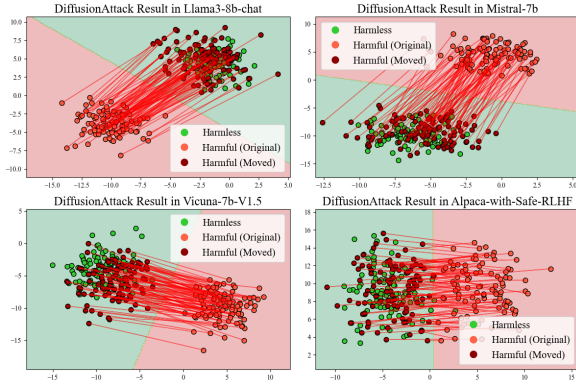 DiffusionAttack Result in Llama3-8b-chat
10.0
7.5
5.0
2.5
0.0
-2.5
-5.0
-7.5
-10.0
Harmless
Harmful (Original)
Harmful (Moved)
-15.0 -12.5 -10.0 -7.5 -5.0 -2.5 0.0 2.5 5.0
DiffusionAttack Result in Mistral-7b
10
5
0
-5
-10
-15
Harmless
Harmful (Original)
Harmful (Moved)
-12.5 -10.0 -7.5 -5.0 -2.5 0.0 2.5 5.0
DiffusionAttack Result in Vicuna-7b-V1.5
5
0
-5
-10
-15
Harmless
Harmful (Original)
Harmful (Moved)
-15 -10 -5 0 5 10
DiffusionAttack Result in Alpaca-with-Safe-RLHF
18
16
14
12
10
8
6
4
2
Harmless
Harmful (Original)
Harmful (Moved)
-10 -5 0 5 10 15